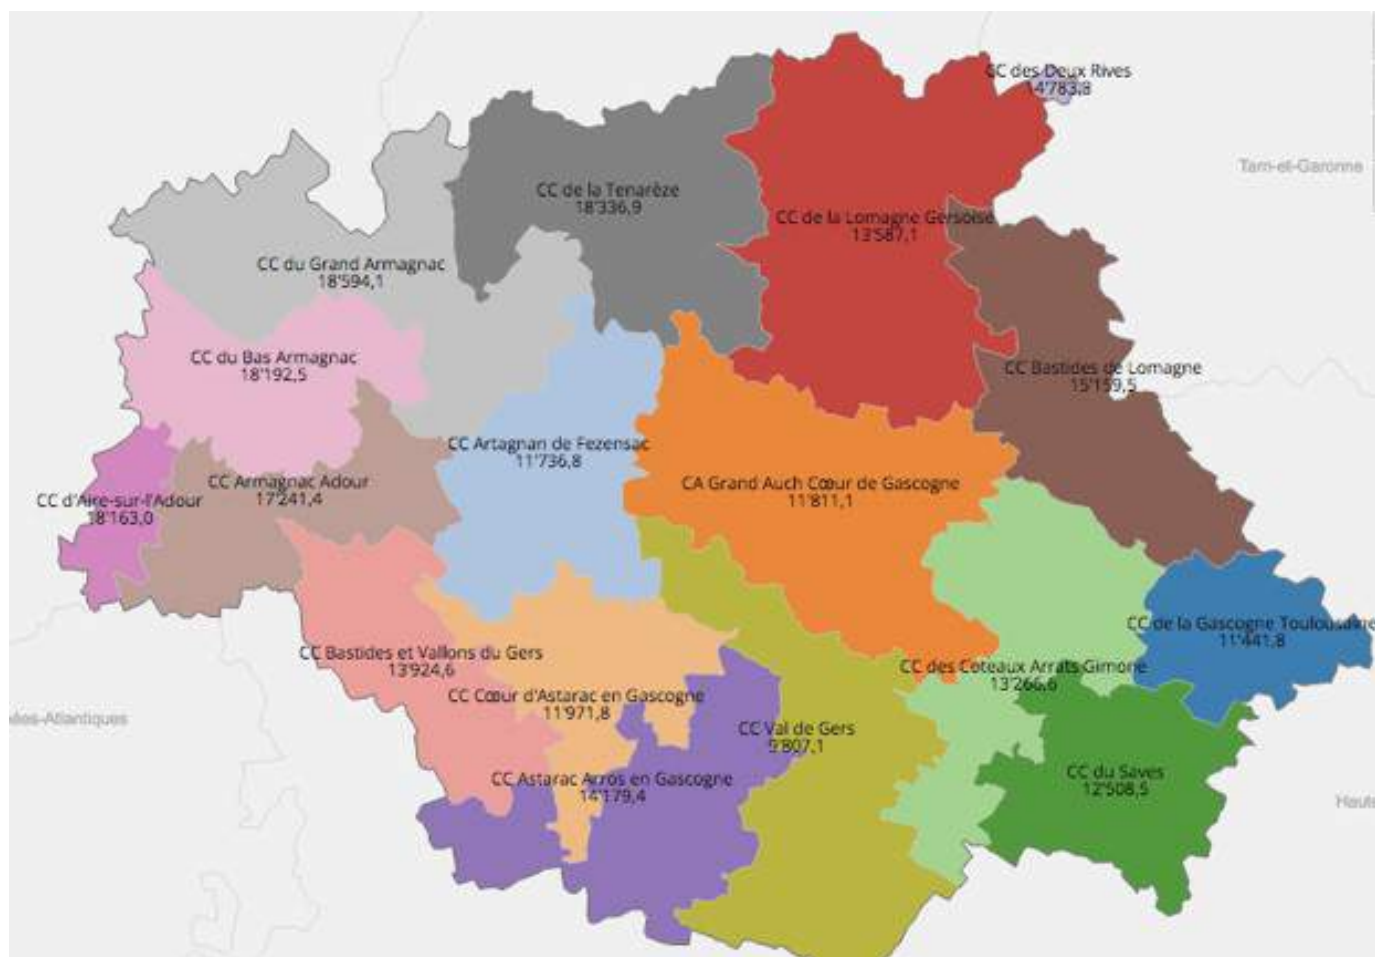 CC des Deux Rives
14'783,3
Tarn-et-Garonne
CC de la Tenarèze
18'336,9
CC de la Lomagne Gersoise
13'587,1
CC du Grand Armagnac
18'594,1
CC du Bas Armagnac
18'192,5
CC Bastides de Lomagne
15'159,5
CC Artagnan de Fezensac
11'736,8
CC Armagnac Adour
17'241,4
CA Grand Auch Cœur de Gascogne
11'811,1
CC d'Aire-sur-l'Adour
18'163,0
CC de la Gascogne Toulousaine
11'441,8
CC Bastides et Vallons du Gers
13'924,6
CC des Coteaux Arrats Gimone
13'266,6
CC Cœur d'Astarac en Gascogne
11'971,8
ées-Atlantiques
CC Val de Gers
9'807,1
CC Astarac Arros en Gascogne
14'179,4
CC du Saves
12'508,5
Haute